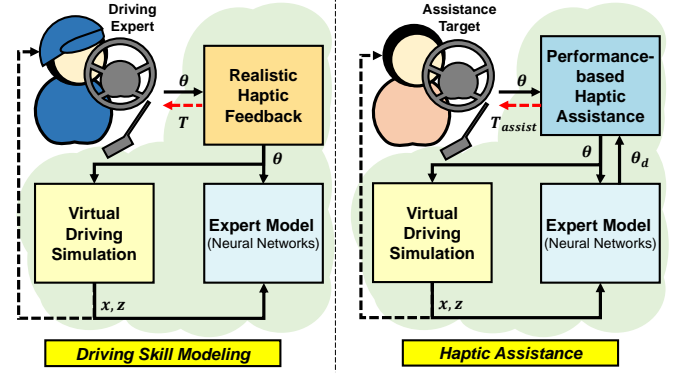 Driving
Expert
θ
T
Realistic
Haptic
Feedback
θ
Virtual
Driving
Simulation
Expert Model
(Neural Networks)
x, z
Driving Skill Modeling
Assistance
Target
θ
T_assist
Performance-
based
Haptic
Assistance
θ
θ_d
Virtual
Driving
Simulation
Expert Model
(Neural Networks)
x, z
Haptic Assistance